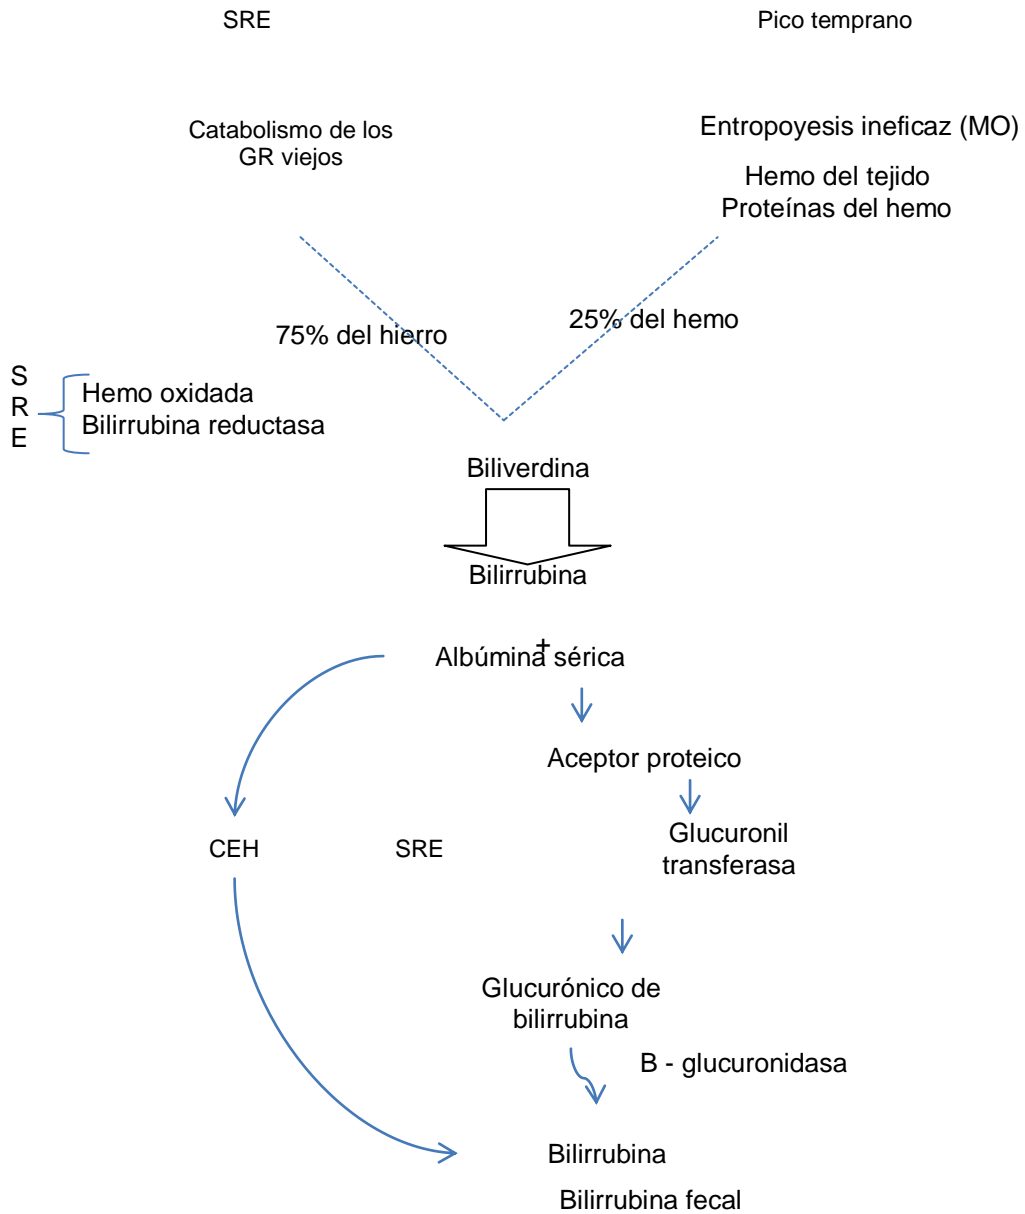 SRE
Pico temprano
Catabolismo de los
GR viejos
Entropoyesis ineficaz (MO)
Hemo del tejido
Proteínas del hemo
75% del hierro
25% del hemo
S
R
E
Hemo oxidada
Bilirrubina reductasa
Biliverdina
Bilirrubina
+
Albúmina sérica
Aceptor proteico
CEH
SRE
Glucuronil
transferasa
Glucurónico de
bilirrubina
B - glucuronidasa
Bilirrubina
Bilirrubina fecal